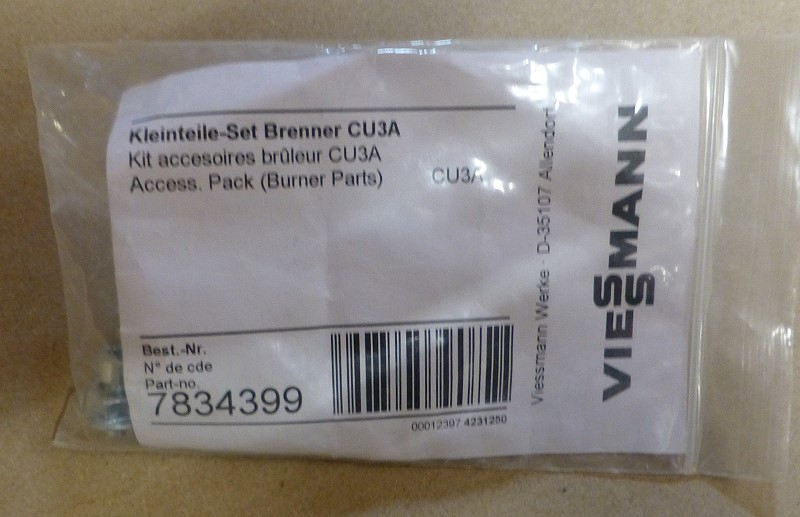 Kleinteile-Set Brenner CU3A
Kit accesoires brûleur CU3A
Access. Pack (Burner Parts) CU3A
Best.-Nr.
N° de cde
Part-no.
7834399
00012397 4231250
Viessmann Werke · D-35107 Allendorf
VIESSMANN